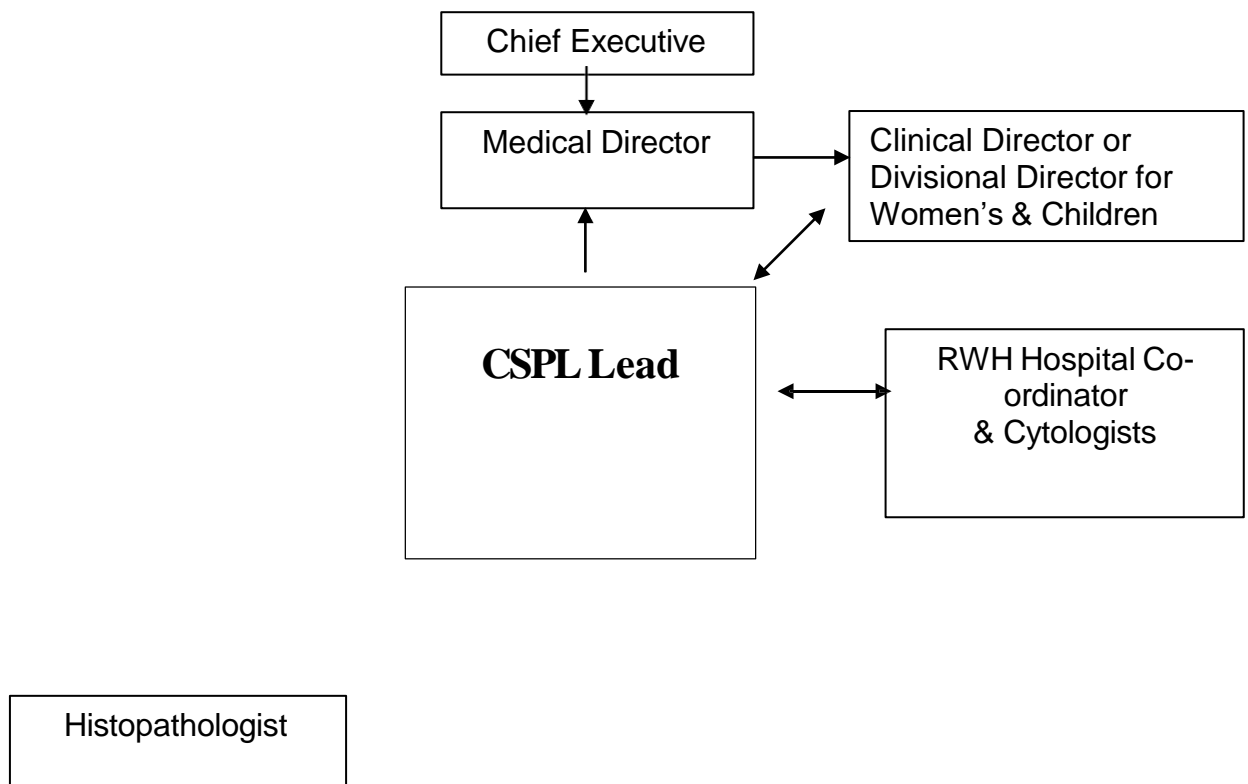 Chief Executive
Medical Director
Clinical Director or
Divisional Director for
Women’s & Children
CSPL Lead
RWH Hospital Co-
ordinator
& Cytologists
Histopathologist